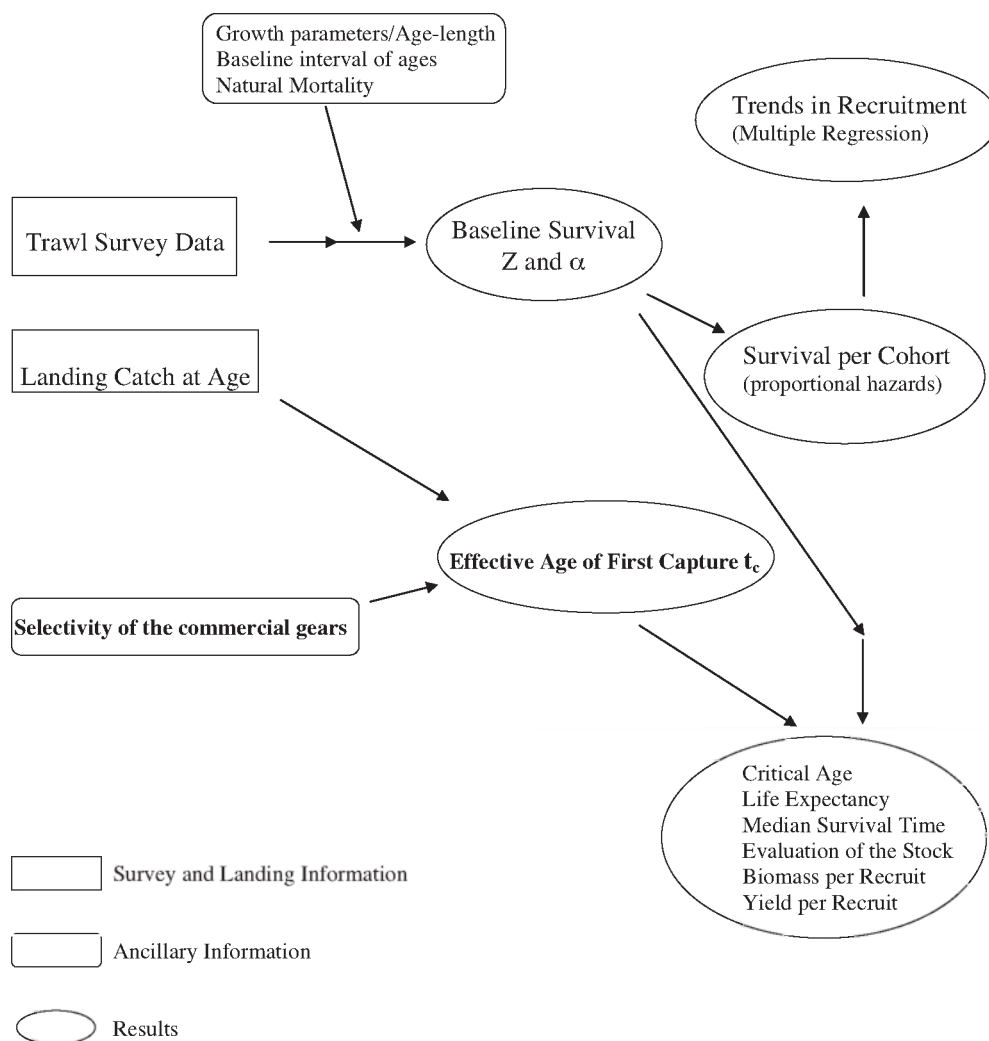 Growth parameters/Age-length
Baseline interval of ages
Natural Mortality
Trends in Recruitment
(Multiple Regression)
Trawl Survey Data
Baseline Survival
Z and α
Landing Catch at Age
Survival per Cohort
(proportional hazards)
Effective Age of First Capture tc
Selectivity of the commercial gears
Critical Age
Life Expectancy
Median Survival Time
Evaluation of the Stock
Biomass per Recruit
Yield per Recruit
Survey and Landing Information
Ancillary Information
Results